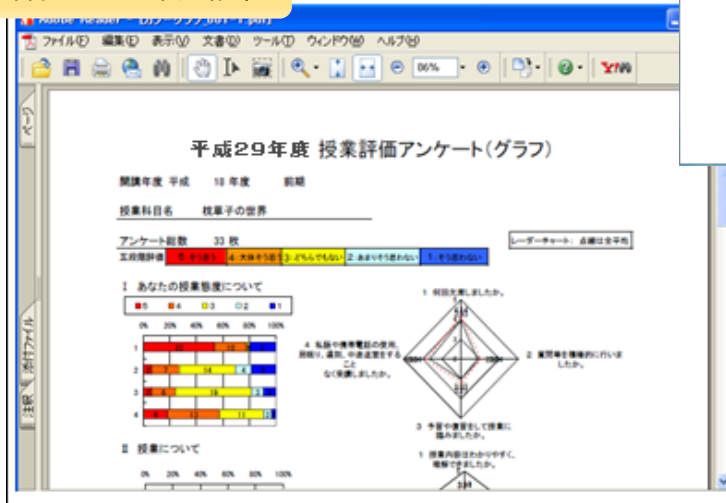 ファイル(F) 編集(E) 表示(V) 文書(D) ツール(T) ウィンドウ(W) ヘルプ(H)
86%
ページ
平成29年度 授業評価アンケート(グラフ)
開講年度 平成 18 年度 前期
授業科目名 枕草子の世界
アンケート総数 33 枚
レーダーチャート: 点線は全平均
五段階評価 5:そう思う 4:大体そう思う 3:どちらでもない 2:あまりそう思わない 1:そう思わない
I あなたの授業態度について
■5 ■4 □3 □2 ■1
0% 20% 40% 60% 80% 100%
1
2
3
4
1 何回欠席しましたか。
4 私語や携帯電話の使用、
居眠り、遅刻、中途退室をする
こと
なく受講しましたか。
2 質問等を積極的に行いま
したか。
3 予習や復習をして授業に
臨みましたか。
II 授業について
0% 20% 40% 60% 80% 100%
1 授業内容はわかりやすく、
理解できましたか。
添付ファイル
注釈